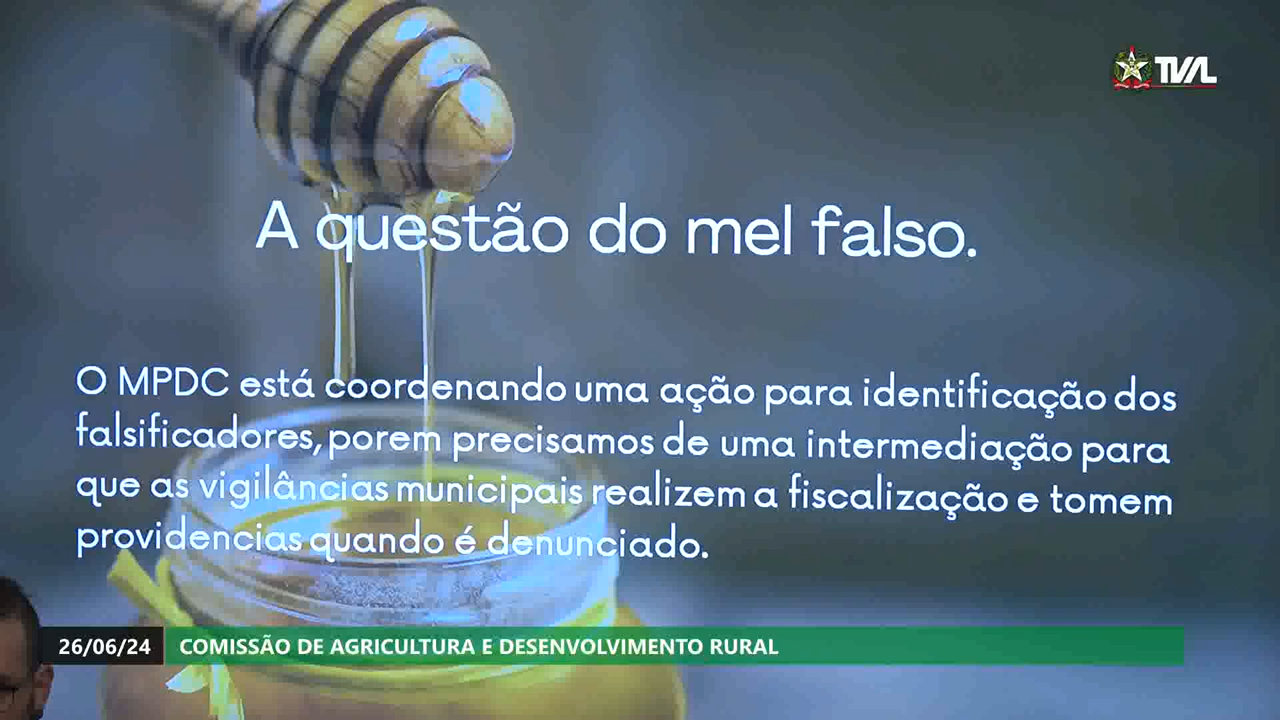 TVAL
A questão do mel falso.
O MPDC está coordenando uma ação para identificação dos
falsificadores, porem precisamos de uma intermediação para
que as vigilâncias municipais realizem a fiscalização e tomem
providencias quando é denunciado.
26/06/24 COMISSÃO DE AGRICULTURA E DESENVOLVIMENTO RURAL